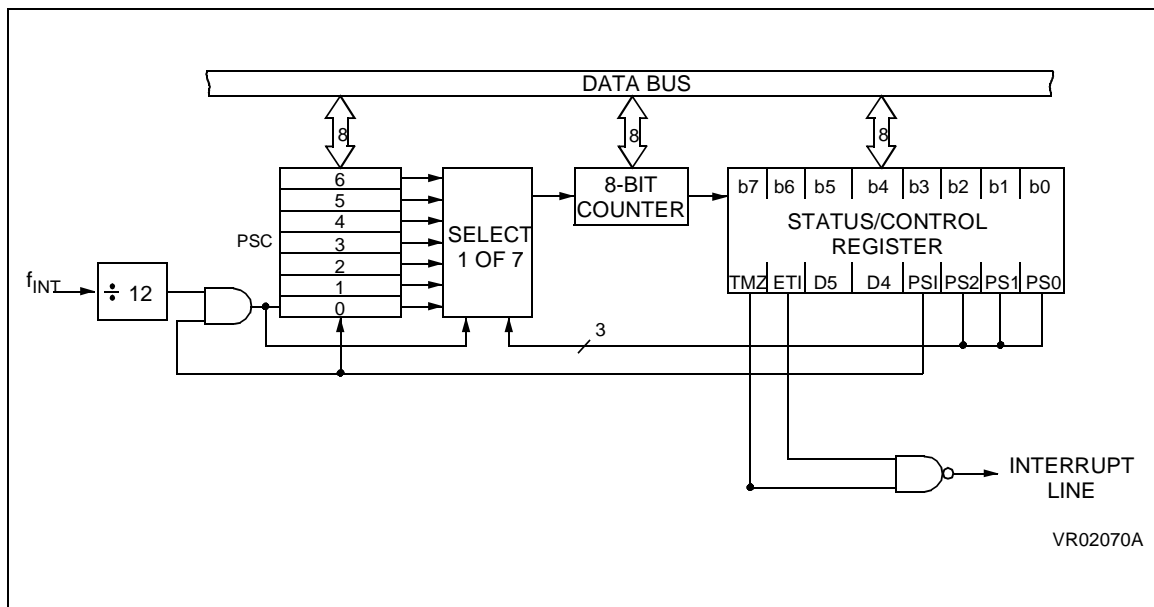 DATA BUS
8
8
8
6
5
4
3
2
1
0
PSC
SELECT
1 OF 7
8-BIT
COUNTER
b7 b6 b5 b4 b3 b2 b1 b0
STATUS/CONTROL
REGISTER
TMZ ETI D5 D4 PSI PS2 PS1 PS0
fINT
÷ 12
3
INTERRUPT
LINE
VR02070A